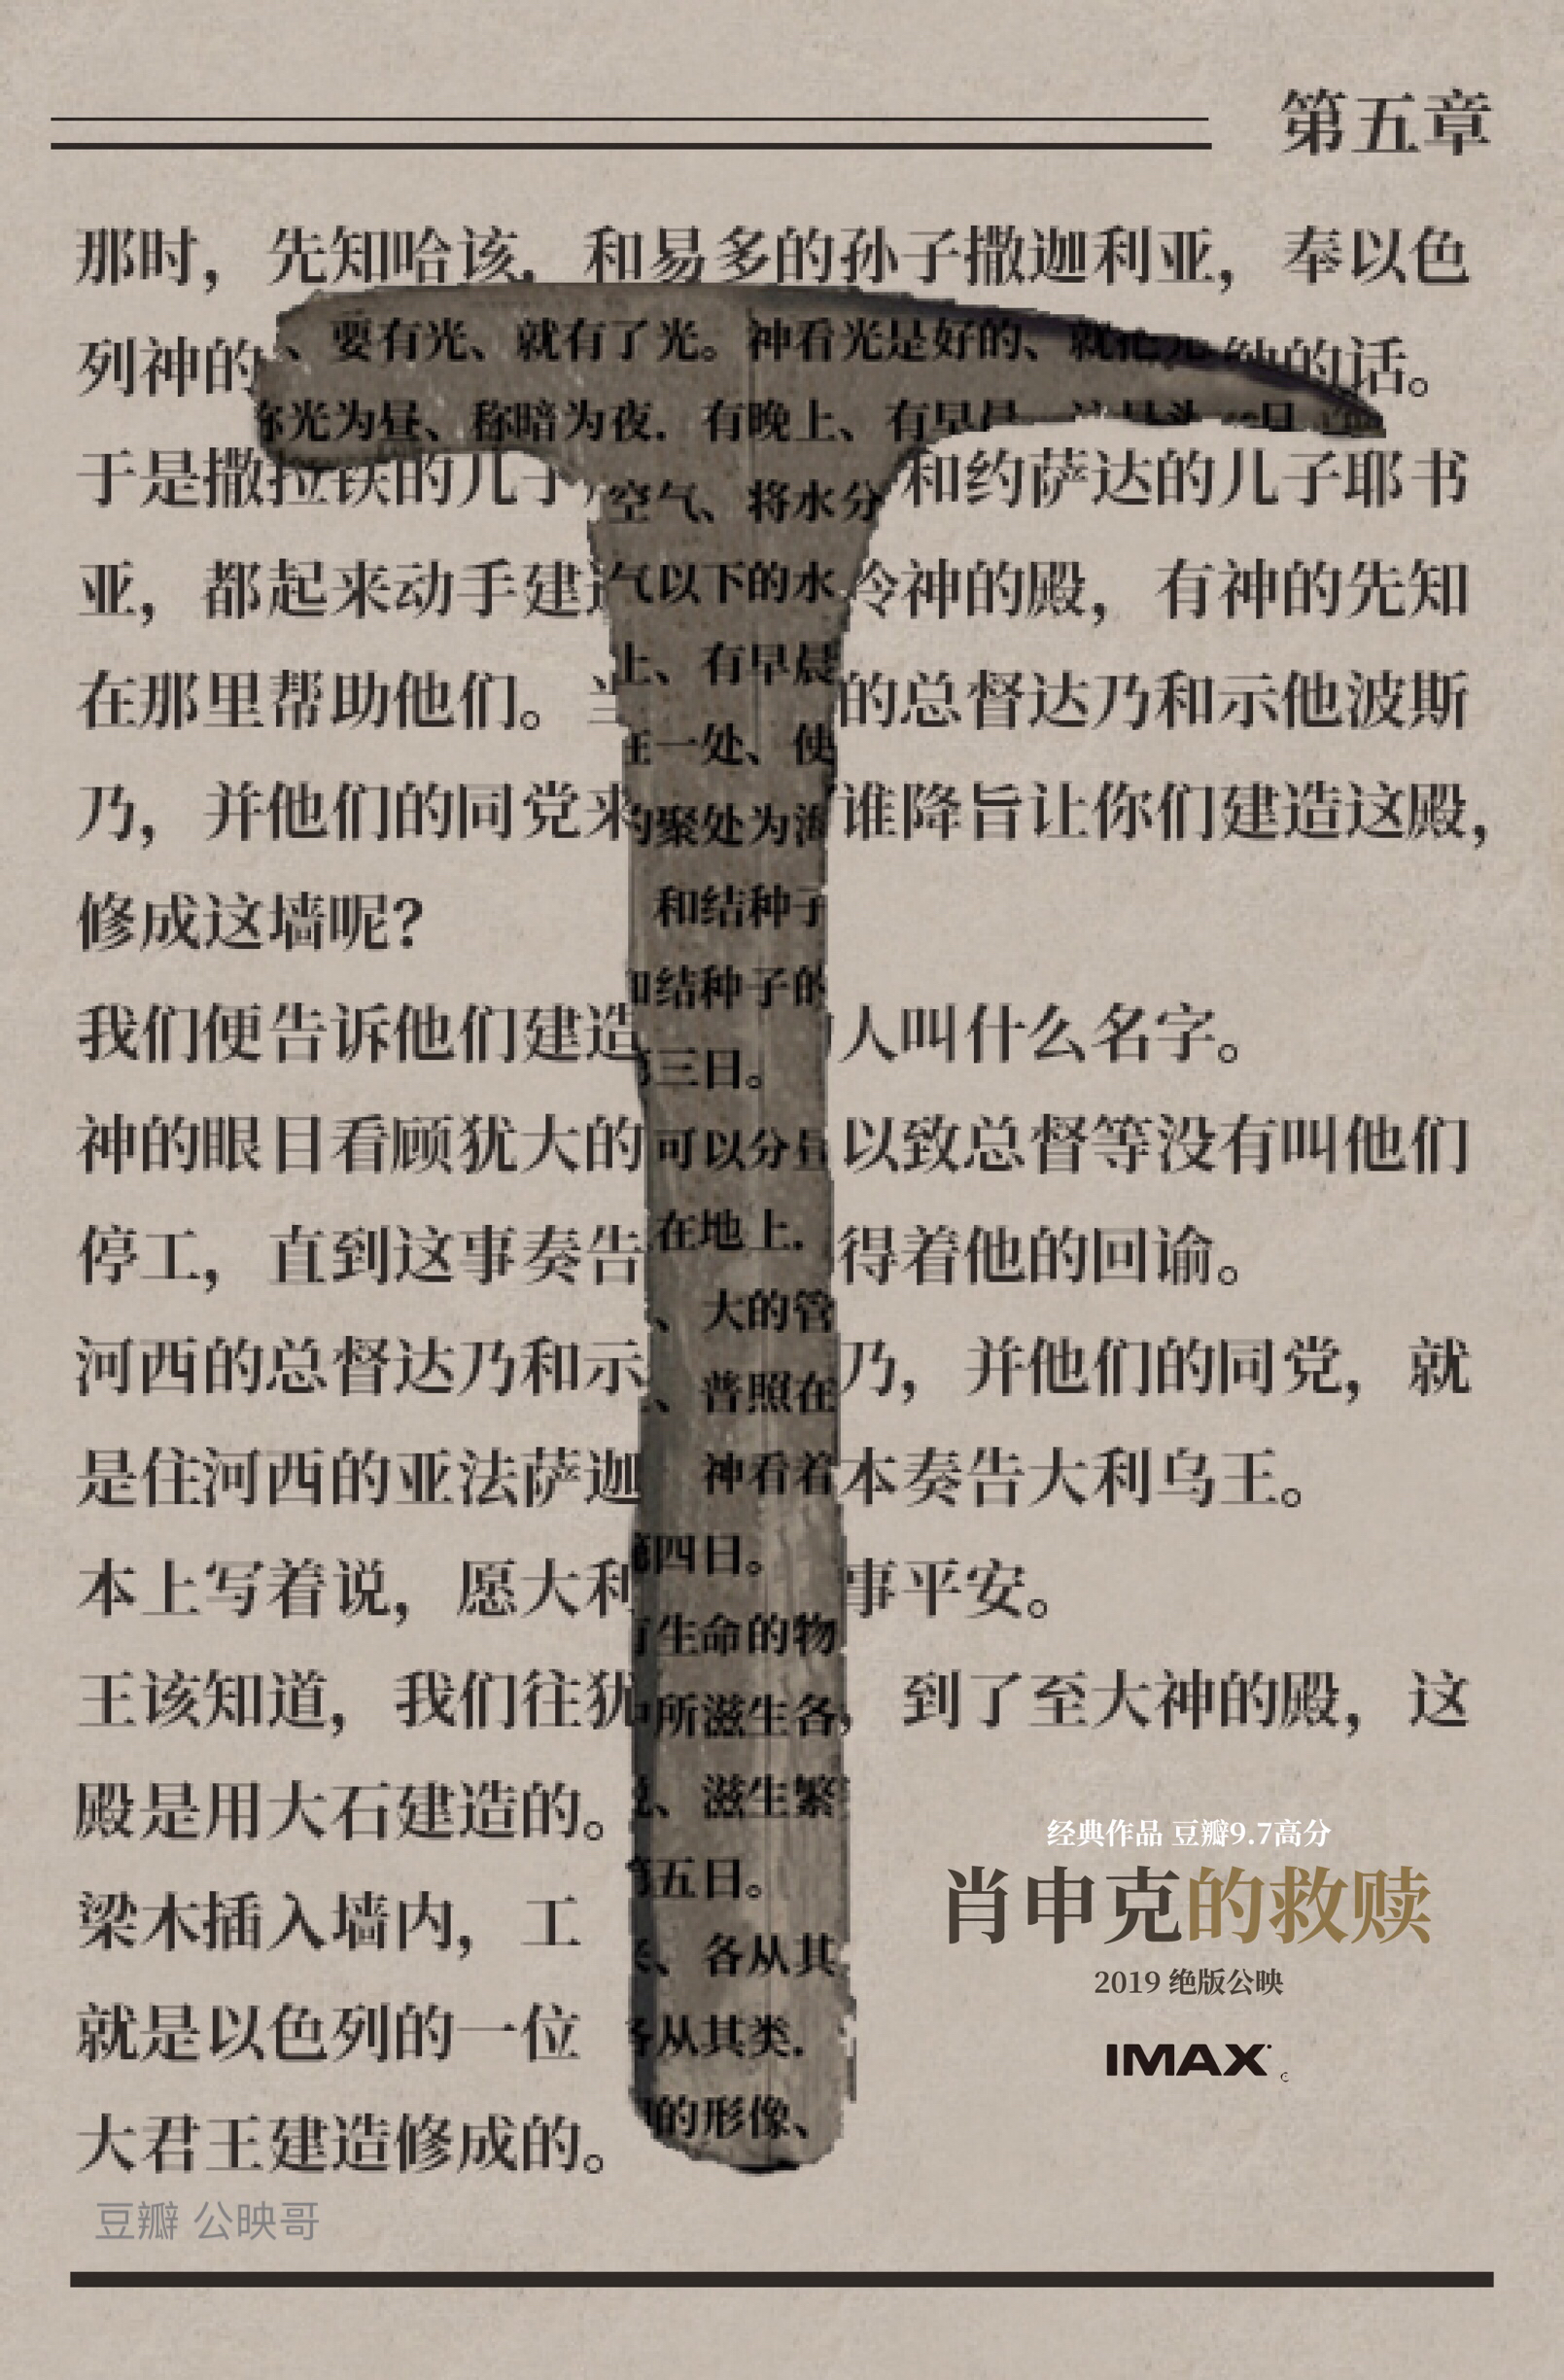 第五章
那时，先知哈该，和易多的孙子撒迦利亚，奉以色
、要有光、就有了光。神看光是好的、就
列神的 的话。
光为昼、称暗为夜．有晚上、有早
于是撒拉铁的儿子 和约萨达的儿子耶书
空气、将水分
亚，都起来动手建 冷神的殿，有神的先知
气以下的水
上、有早晨
在那里帮助他们。 的总督达乃和示他波斯
一处、使
乃，并他们的同党来 谁降旨让你们建造这殿，
聚处为
修成这墙呢？
和结种子
结种子的
我们便告诉他们建造 人叫什么名字。
三日。
神的眼目看顾犹大的 以致总督等没有叫他们
可以分
停工，直到这事奏告 得着他的回谕。
在地上．
、大的管
河西的总督达乃和示 乃，并他们的同党，就
、普照在
是住河西的亚法萨迦 本奏告大利乌王。
神看着
四日。
本上写着说，愿大利 事平安。
生命的物
王该知道，我们往犹 ，到了至大神的殿，这
所滋生各
殿是用大石建造的。
、滋生繁
五日。
梁木插入墙内，工
、各从其
就是以色列的一位
从其类．
大君王建造修成的。
的形像、
经典作品 豆瓣9.7高分
肖申克的救赎
2019 绝版公映
IMAX
豆瓣 公映哥